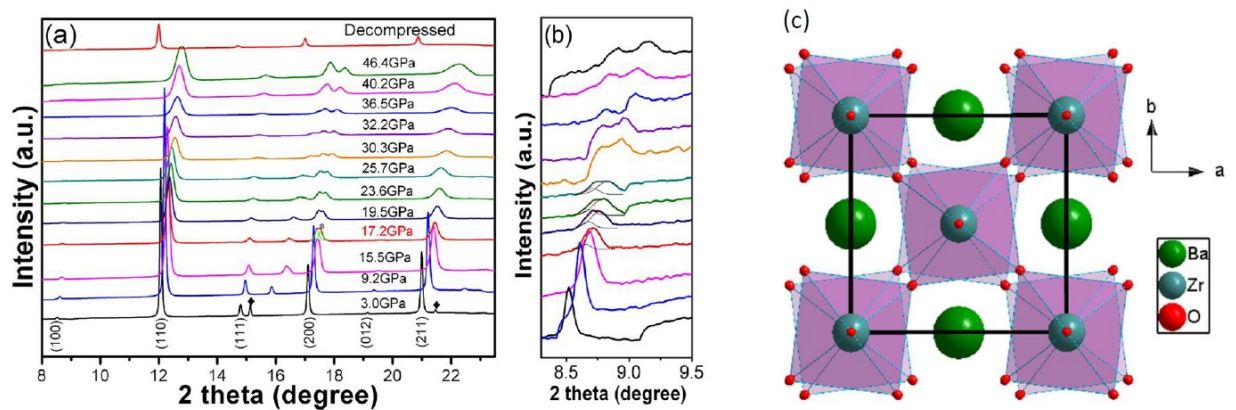 (a)
Decompressed
46.4GPa
40.2GPa
36.5GPa
32.2GPa
30.3GPa
25.7GPa
23.6GPa
19.5GPa
17.2GPa
15.5GPa
9.2GPa
3.0GPa
(100)
(110)
(111)
(200)
(012)
(211)
Intensity (a.u.)
8 10 12 14 16 18 20 22
2 theta (degree)
(b)
Intensity (a.u.)
8.5 9.0 9.5
2 theta (degree)
(c)
b
a
Ba
Zr
O